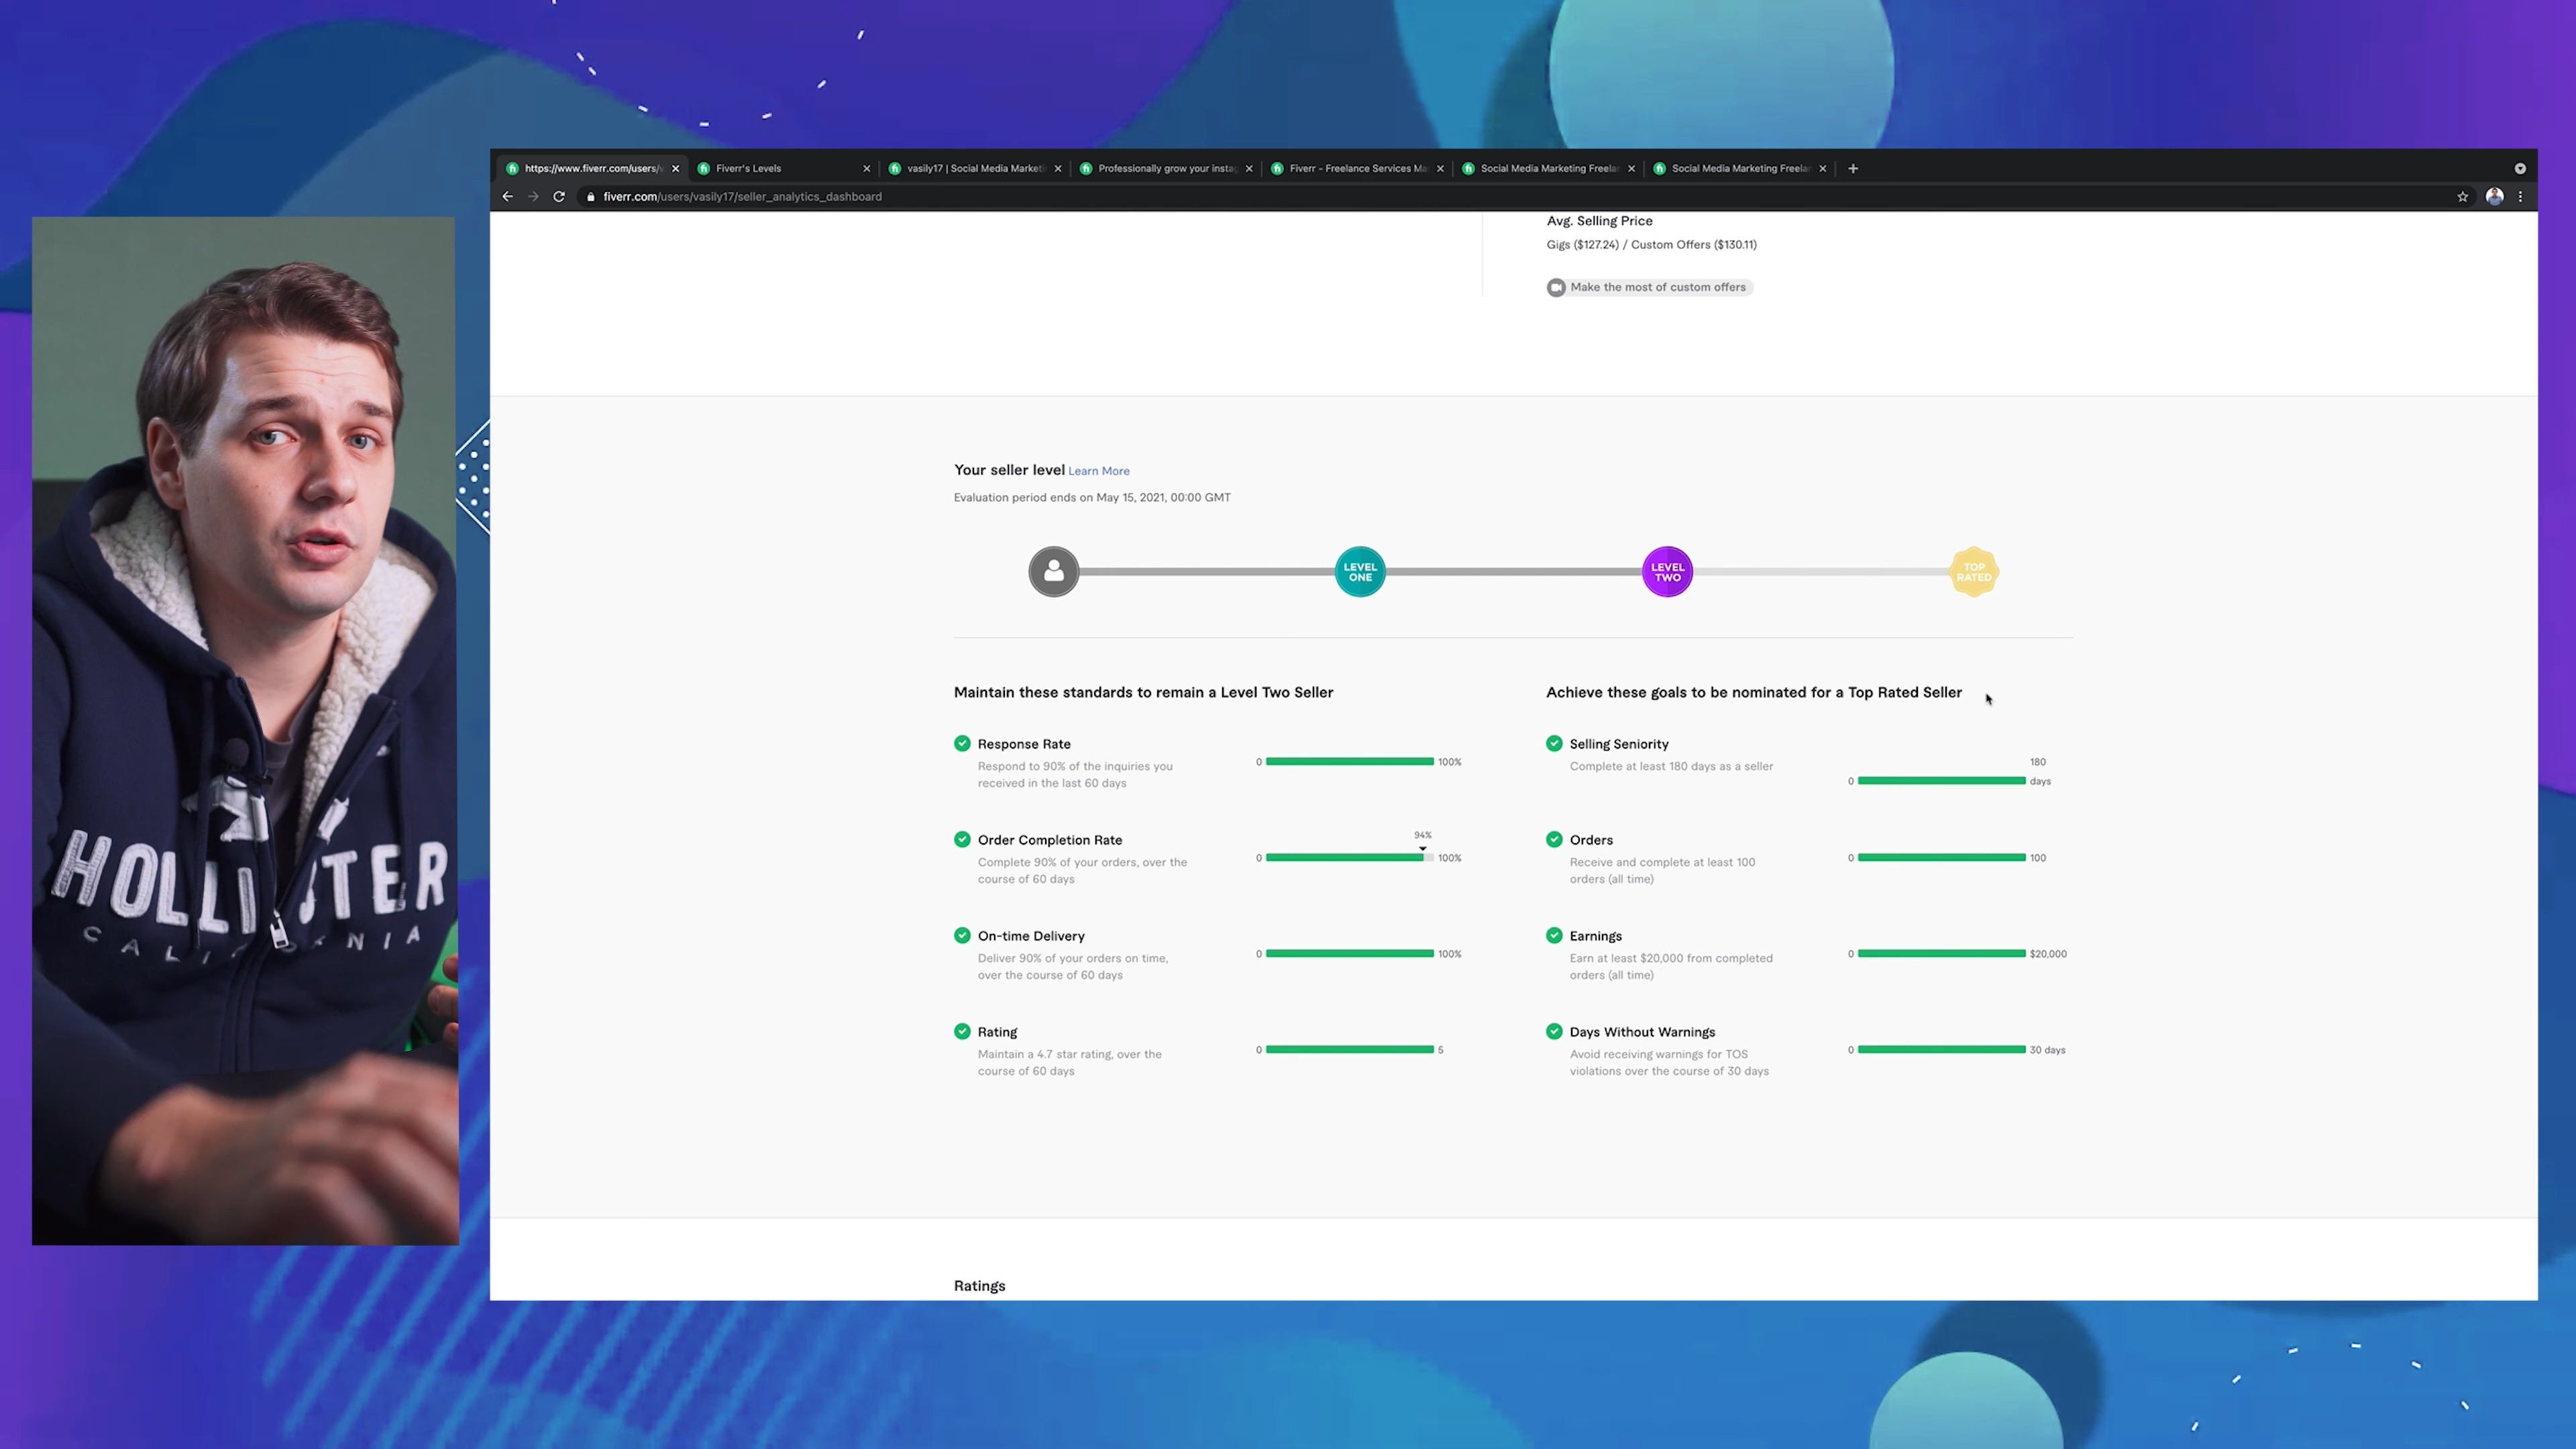 https://www.fiverr.com/users/v
Fiverr's Levels
vasily17 | Social Media Marketi
Professionally grow your instag
Fiverr - Freelance Services Ma
Social Media Marketing Freelan
Social Media Marketing Freelan
fiverr.com/users/vasily17/seller_analytics_dashboard
Avg. Selling Price
Gigs ($127.24) / Custom Offers ($130.11)
Make the most of custom offers
Your seller level Learn More
Evaluation period ends on May 15, 2021, 00:00 GMT
LEVEL
ONE
LEVEL
TWO
TOP
RATED
Maintain these standards to remain a Level Two Seller
Response Rate
Respond to 90% of the inquiries you
received in the last 60 days
0 100%
Order Completion Rate
Complete 90% of your orders, over the
course of 60 days
94%
0 100%
On-time Delivery
Deliver 90% of your orders on time,
over the course of 60 days
0 100%
Rating
Maintain a 4.7 star rating, over the
course of 60 days
0 5
Achieve these goals to be nominated for a Top Rated Seller
Selling Seniority
Complete at least 180 days as a seller
180
0 days
Orders
Receive and complete at least 100
orders (all time)
0 100
Earnings
Earn at least $20,000 from completed
orders (all time)
0 $20,000
Days Without Warnings
Avoid receiving warnings for TOS
violations over the course of 30 days
0 30 days
Ratings
HOLLISTER
CALIFORNIA